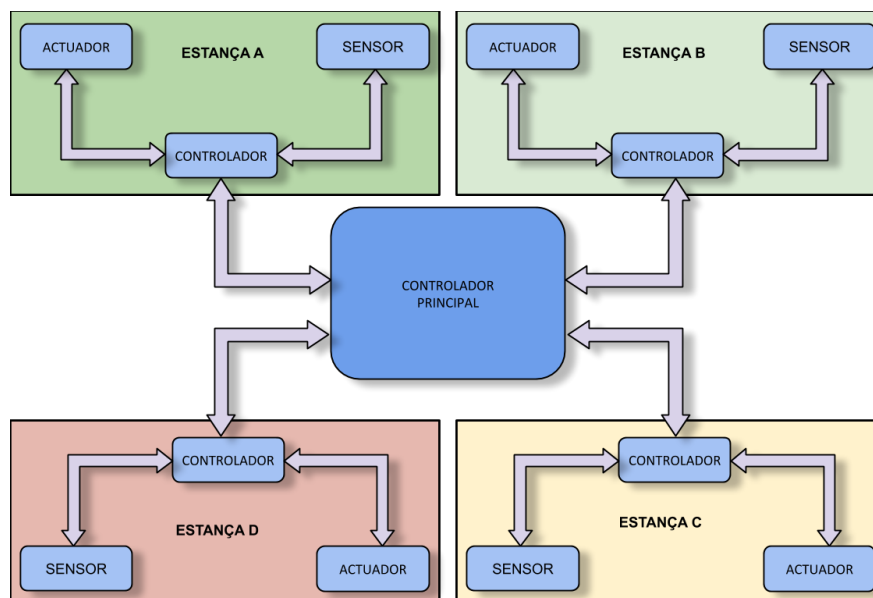 ACTUADOR
ESTANÇA A
SENSOR
CONTROLADOR
ACTUADOR
ESTANÇA B
SENSOR
CONTROLADOR
CONTROLADOR
PRINCIPAL
CONTROLADOR
ESTANÇA D
SENSOR
ACTUADOR
CONTROLADOR
ESTANÇA C
SENSOR
ACTUADOR